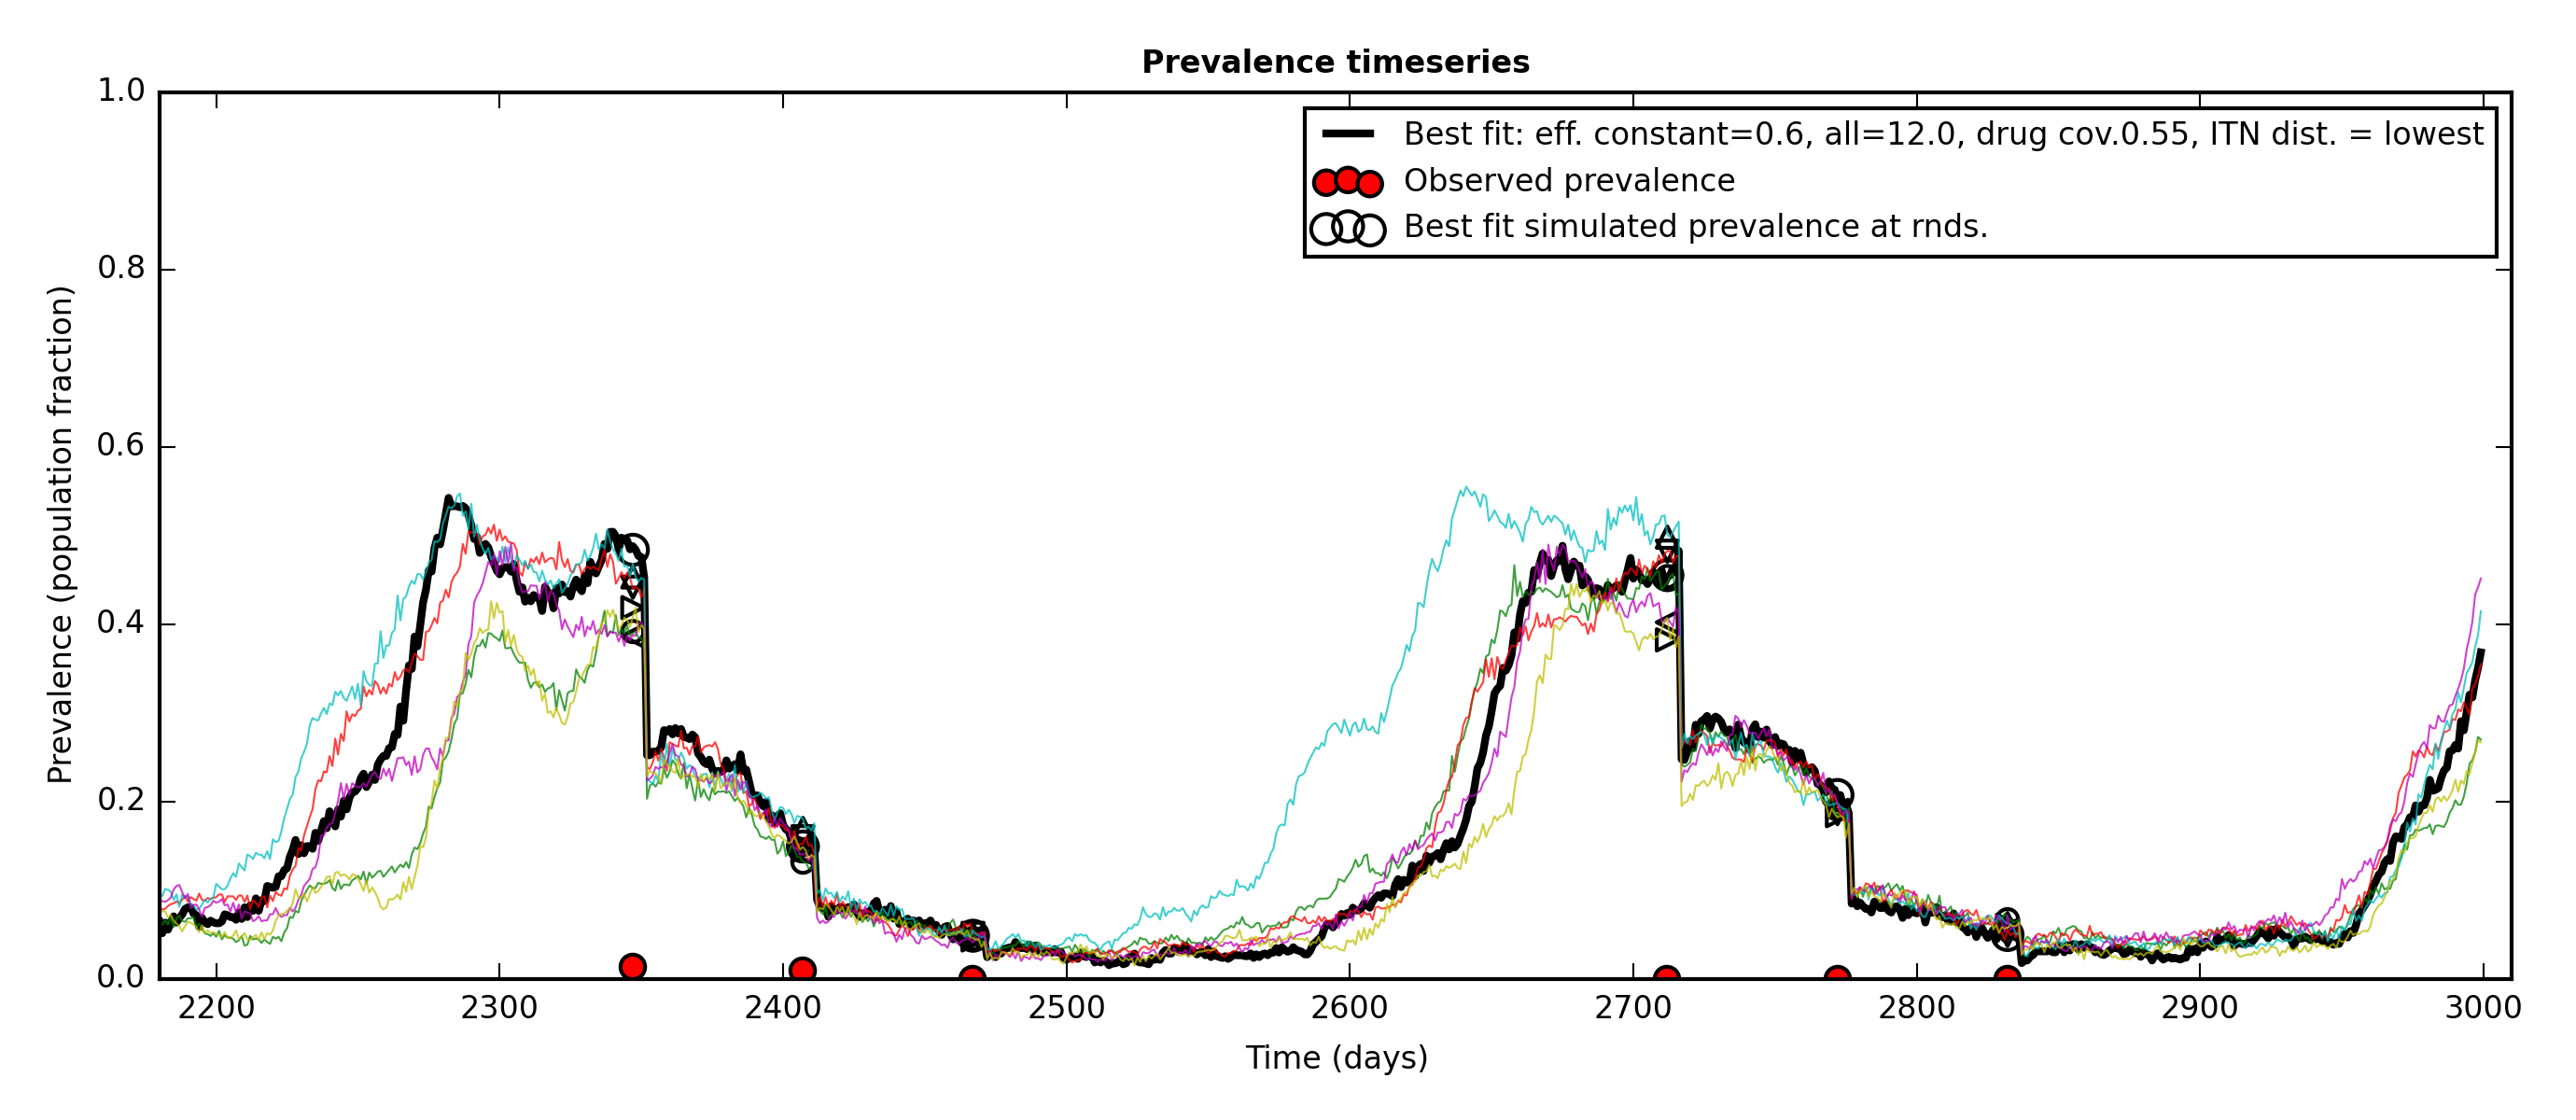 Prevalence timeseries
1.0
0.8
0.6
0.4
0.2
0.0
Prevalence (population fraction)
Best fit: eff. constant=0.6, all=12.0, drug cov.0.55, ITN dist. = lowest
Observed prevalence
Best fit simulated prevalence at rnds.
2200 2300 2400 2500 2600 2700 2800 2900 3000
Time (days)